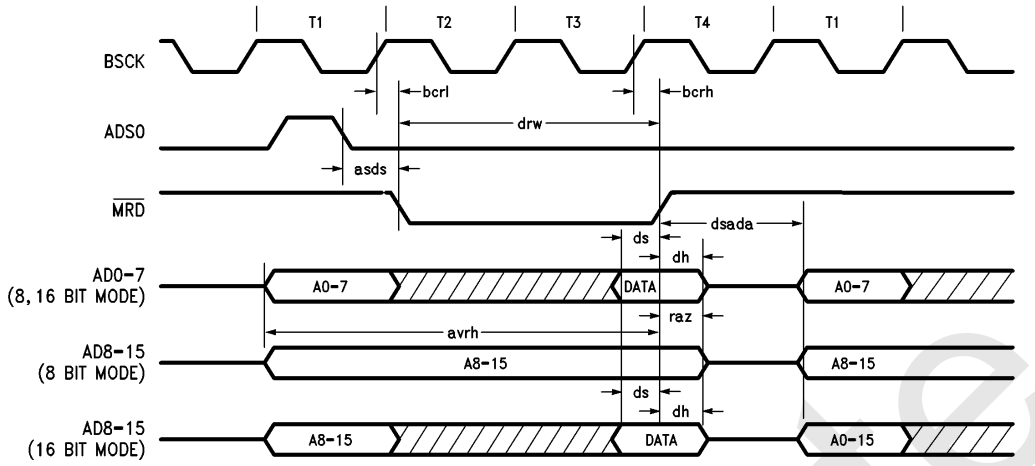 T1 T2 T3 T4 T1
BSCK
bcrl bcrh
ADS0
drw
asds
MRD
dsada
ds
dh
AD0-7
(8, 16 BIT MODE)
A0-7 DATA A0-7
raz
avrh
AD8-15
(8 BIT MODE)
A8-15 A8-15
ds dh
AD8-15
(16 BIT MODE)
A8-15 DATA A0-15